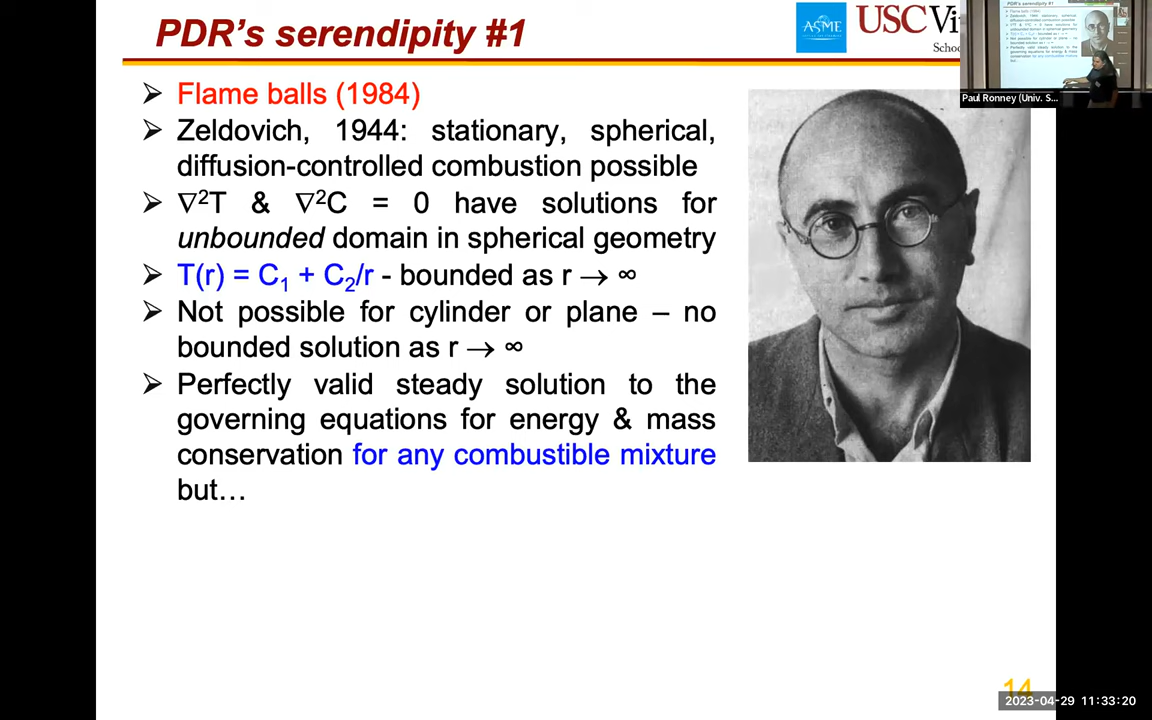 PDR's serendipity #1
ASME
USC Vit
School
Paul Ronney (Univ. S...
➢ Flame balls (1984)
➢ Zeldovich, 1944: stationary, spherical,
diffusion-controlled combustion possible
➢ ∇²T & ∇²C = 0 have solutions for
unbounded domain in spherical geometry
➢ T(r) = C₁ + C₂/r - bounded as r → ∞
➢ Not possible for cylinder or plane – no
bounded solution as r → ∞
➢ Perfectly valid steady solution to the
governing equations for energy & mass
conservation for any combustible mixture
but…
14
2023-04-29 11:33:20